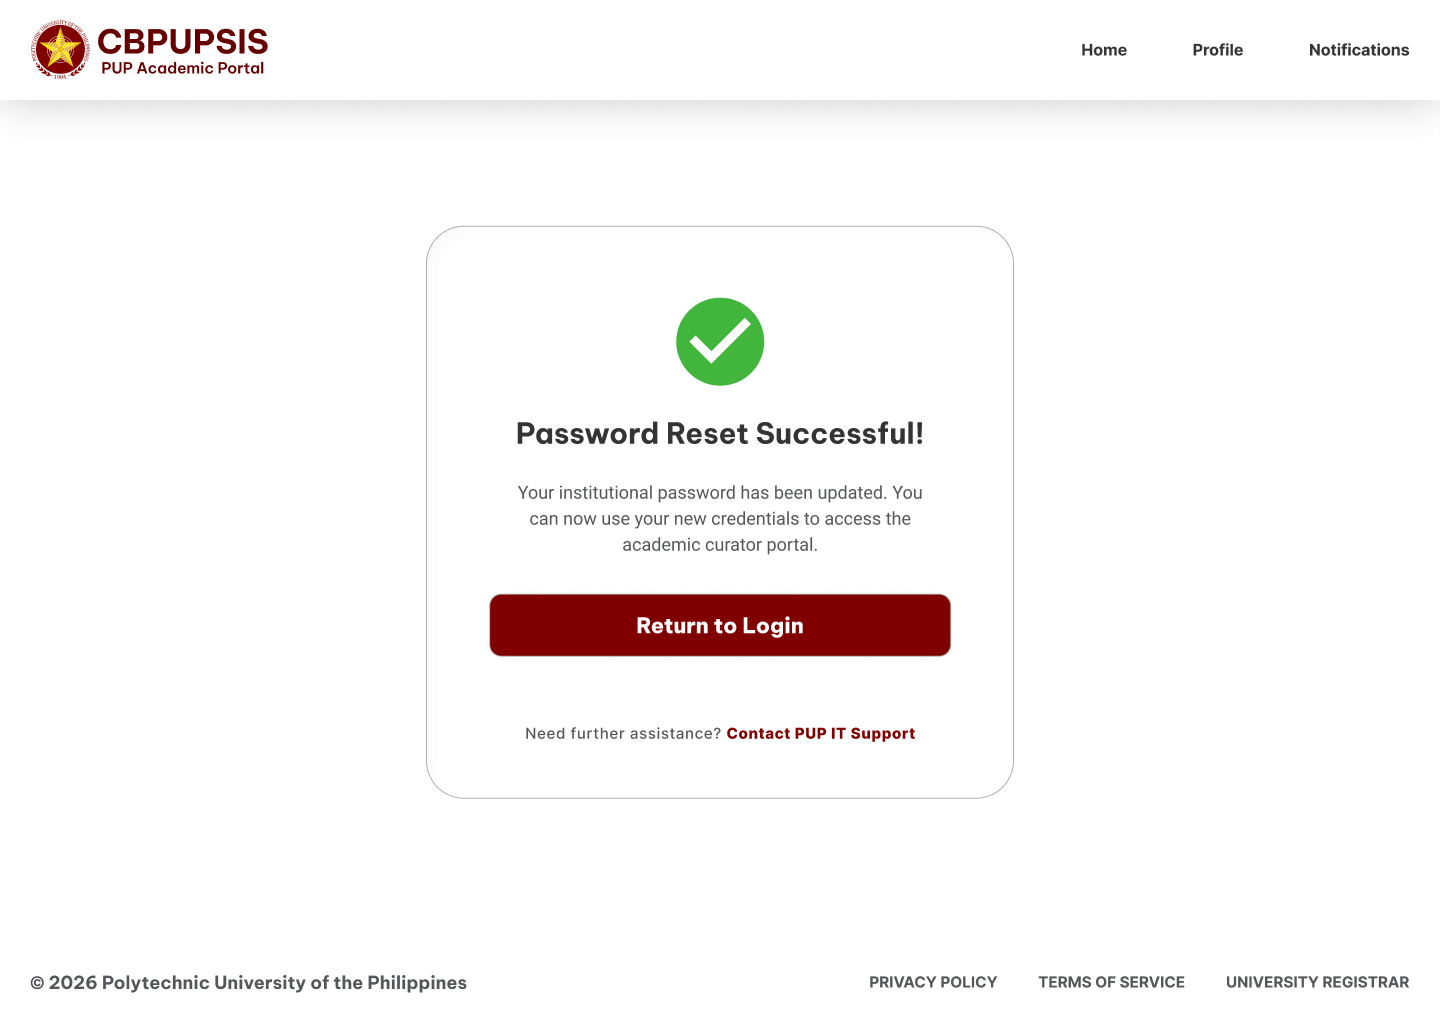 CBPUPSIS
PUP Academic Portal
1904
Home
Profile
Notifications
Password Reset Successful!
Your institutional password has been updated. You
can now use your new credentials to access the
academic curator portal.
Return to Login
Need further assistance? Contact PUP IT Support
© 2026 Polytechnic University of the Philippines
PRIVACY POLICY
TERMS OF SERVICE
UNIVERSITY REGISTRAR